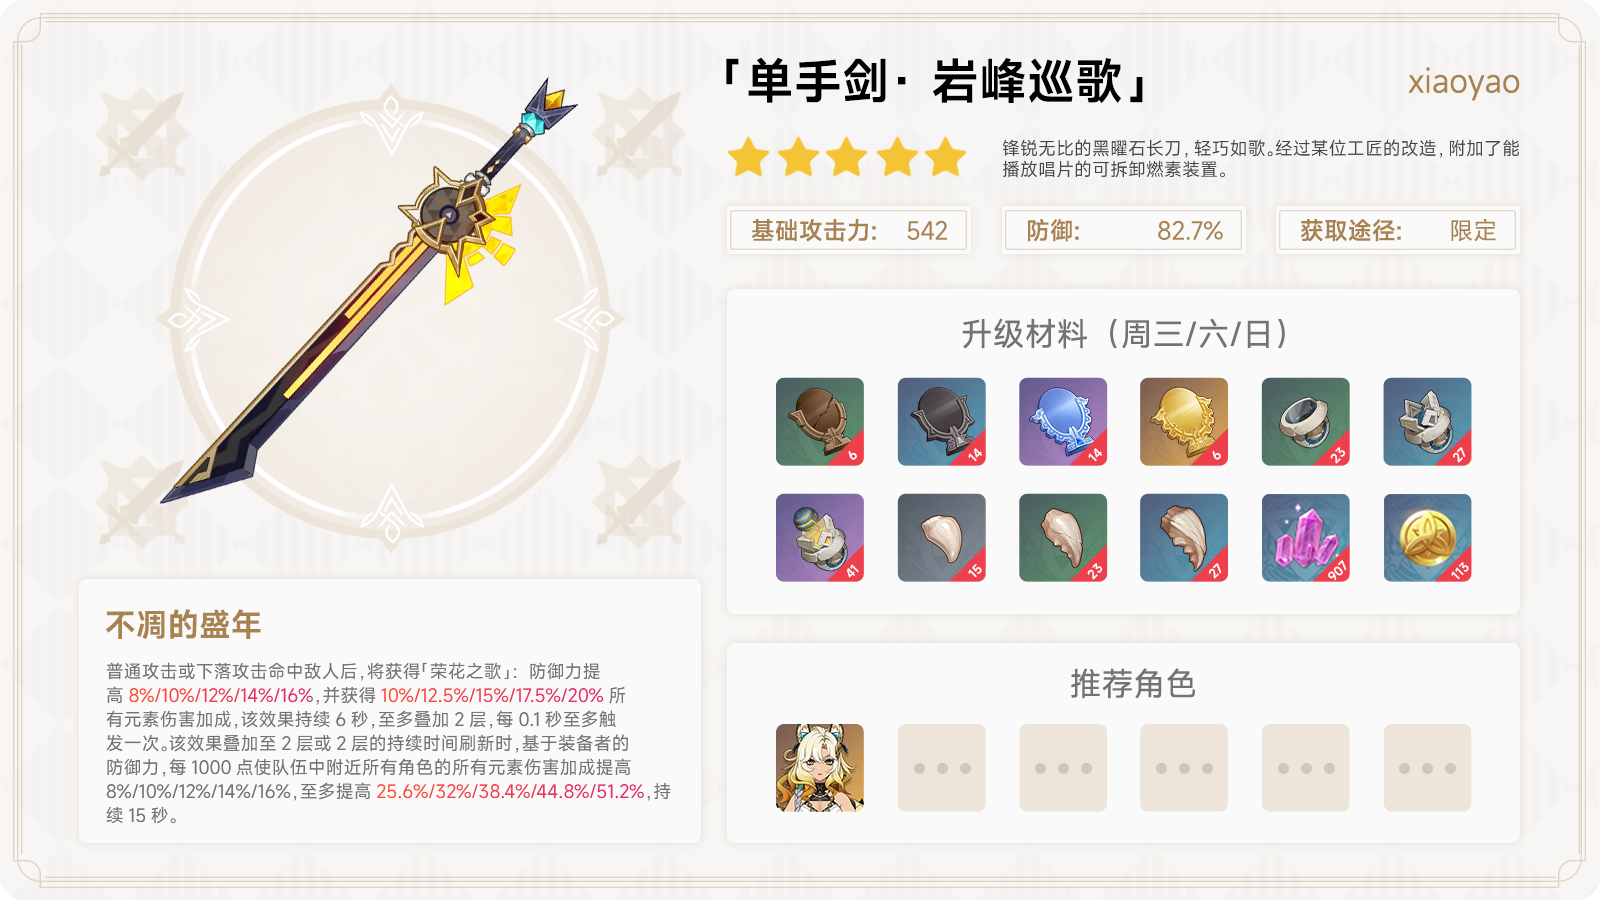 「单手剑· 岩峰巡歌」
xiaoyao
锋锐无比的黑曜石长刀，轻巧如歌。经过某位工匠的改造，附加了能
播放唱片的可拆卸燃素装置。
基础攻击力: 542
防御: 82.7%
获取途径: 限定
升级材料（周三/六/日）
6 14 14 6 23 27
41 15 23 27 907 113
不凋的盛年
普通攻击或下落攻击命中敌人后，将获得「荣花之歌」：防御力提
高 8%/10%/12%/14%/16%，并获得 10%/12.5%/15%/17.5%/20% 所
有元素伤害加成，该效果持续 6 秒，至多叠加 2 层，每 0.1 秒至多触
发一次。该效果叠加至 2 层或 2 层的持续时间刷新时，基于装备者的
防御力，每 1000 点使队伍中附近所有角色的所有元素伤害加成提高
8%/10%/12%/14%/16%，至多提高 25.6%/32%/38.4%/44.8%/51.2%，持
续 15 秒。
推荐角色